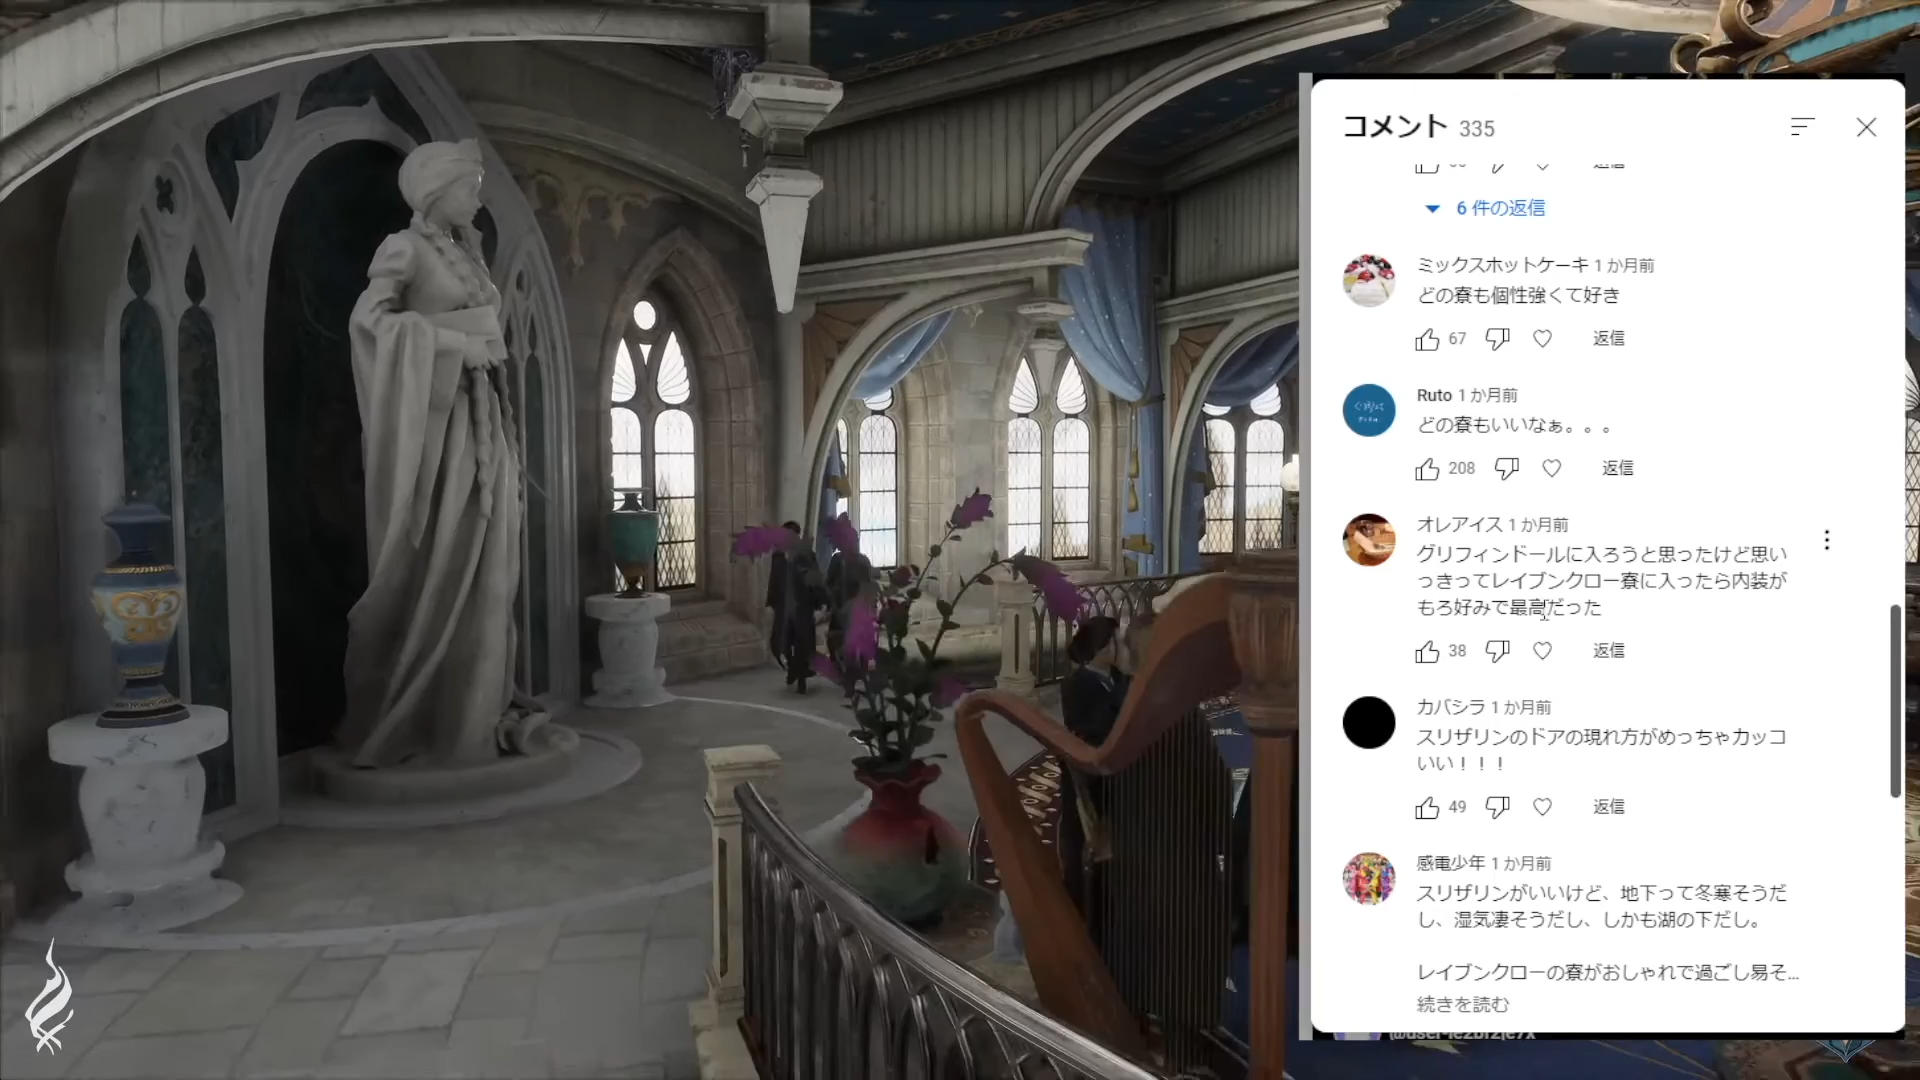 コメント 335
6 件の返信
ミックスホットケーキ 1 か月前
どの寮も個性強くて好き
67 返信
Ruto 1 か月前
どの寮もいいなぁ。。。
208 返信
オレアイス 1 か月前
グリフィンドールに入ろうと思ったけど思い
っきってレイブンクロー寮に入ったら内装が
もろ好みで最高だった
38 返信
カバシラ 1 か月前
スリザリンのドアの現れ方がめっちゃカッコ
いい！！！
49 返信
感電少年 1 か月前
スリザリンがいいけど、地下って冬寒そうだ
し、湿気凄そうだし、しかも湖の下だし。
レイブンクローの寮がおしゃれで過ごし易そ...
続きを読む